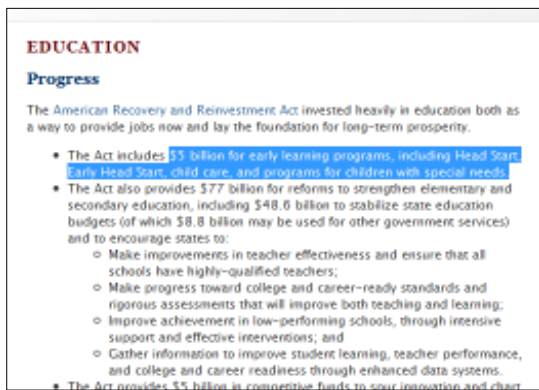 EDUCATION
Progress
The American Recovery and Reinvestment Act invested heavily in education both as
a way to provide jobs now and lay the foundation for long-term prosperity.
• The Act includes $5 billion for early learning programs, including Head Start,
Early Head Start, child care, and programs for children with special needs.
• The Act also provides $77 billion for reforms to strengthen elementary and
secondary education, including $48.6 billion to stabilize state education
budgets (of which $8.8 billion may be used for other government services)
and to encourage states to:
○ Make improvements in teacher effectiveness and ensure that all
schools have highly-qualified teachers;
○ Make progress toward college and career-ready standards and
rigorous assessments that will improve both teaching and learning;
○ Improve achievement in low-performing schools, through intensive
support and effective interventions; and
○ Gather information to improve student learning, teacher performance,
and college and career readiness through enhanced data systems.
• The Act provides $5 billion in competitive funds to spur innovation and chart